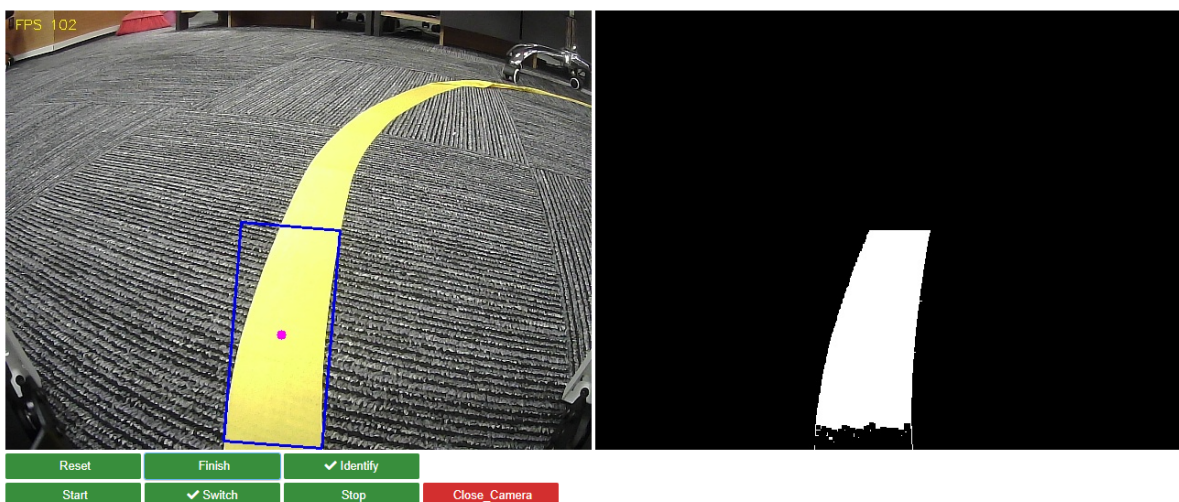 FPS 102
Reset Finish ✔ Identify
Start ✔ Switch Stop Close_Camera